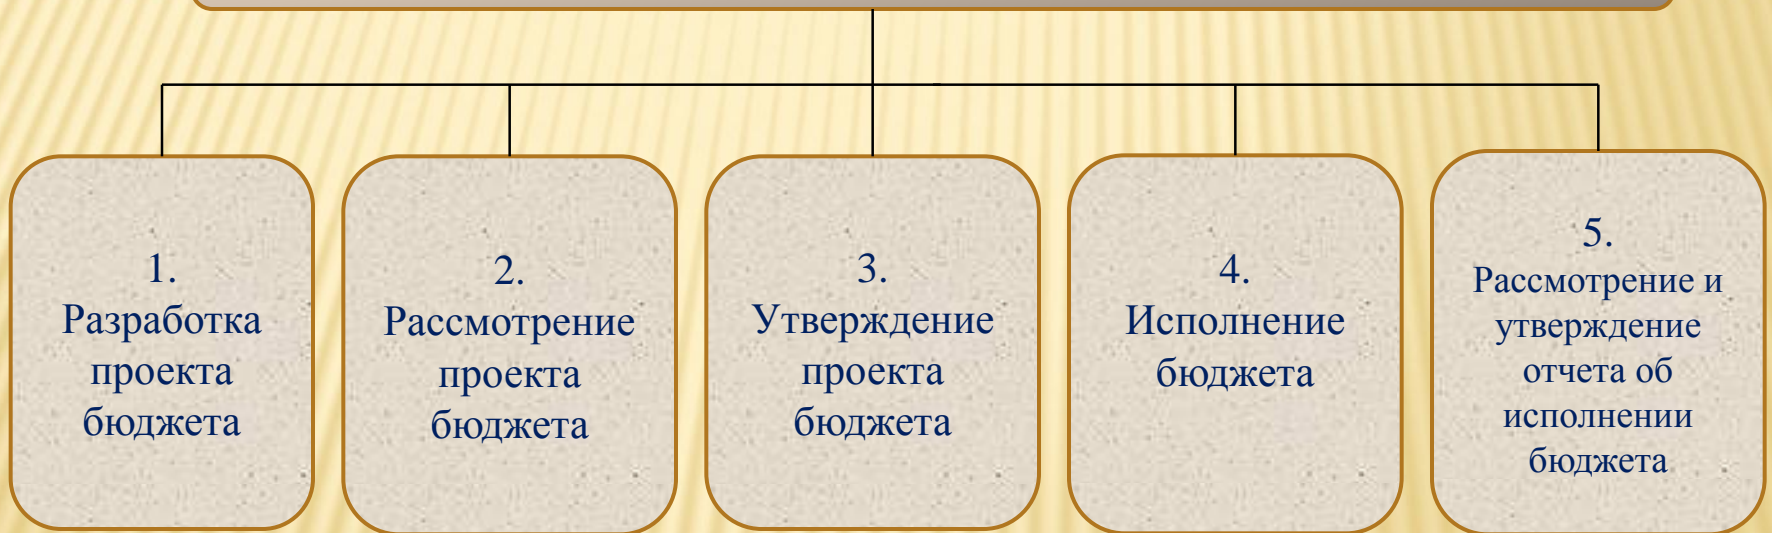 1.
Разработка
проекта
бюджета
2.
Рассмотрение
проекта
бюджета
3.
Утверждение
проекта
бюджета
4.
Исполнение
бюджета
5.
Рассмотрение и
утверждение
отчета об
исполнении
бюджета